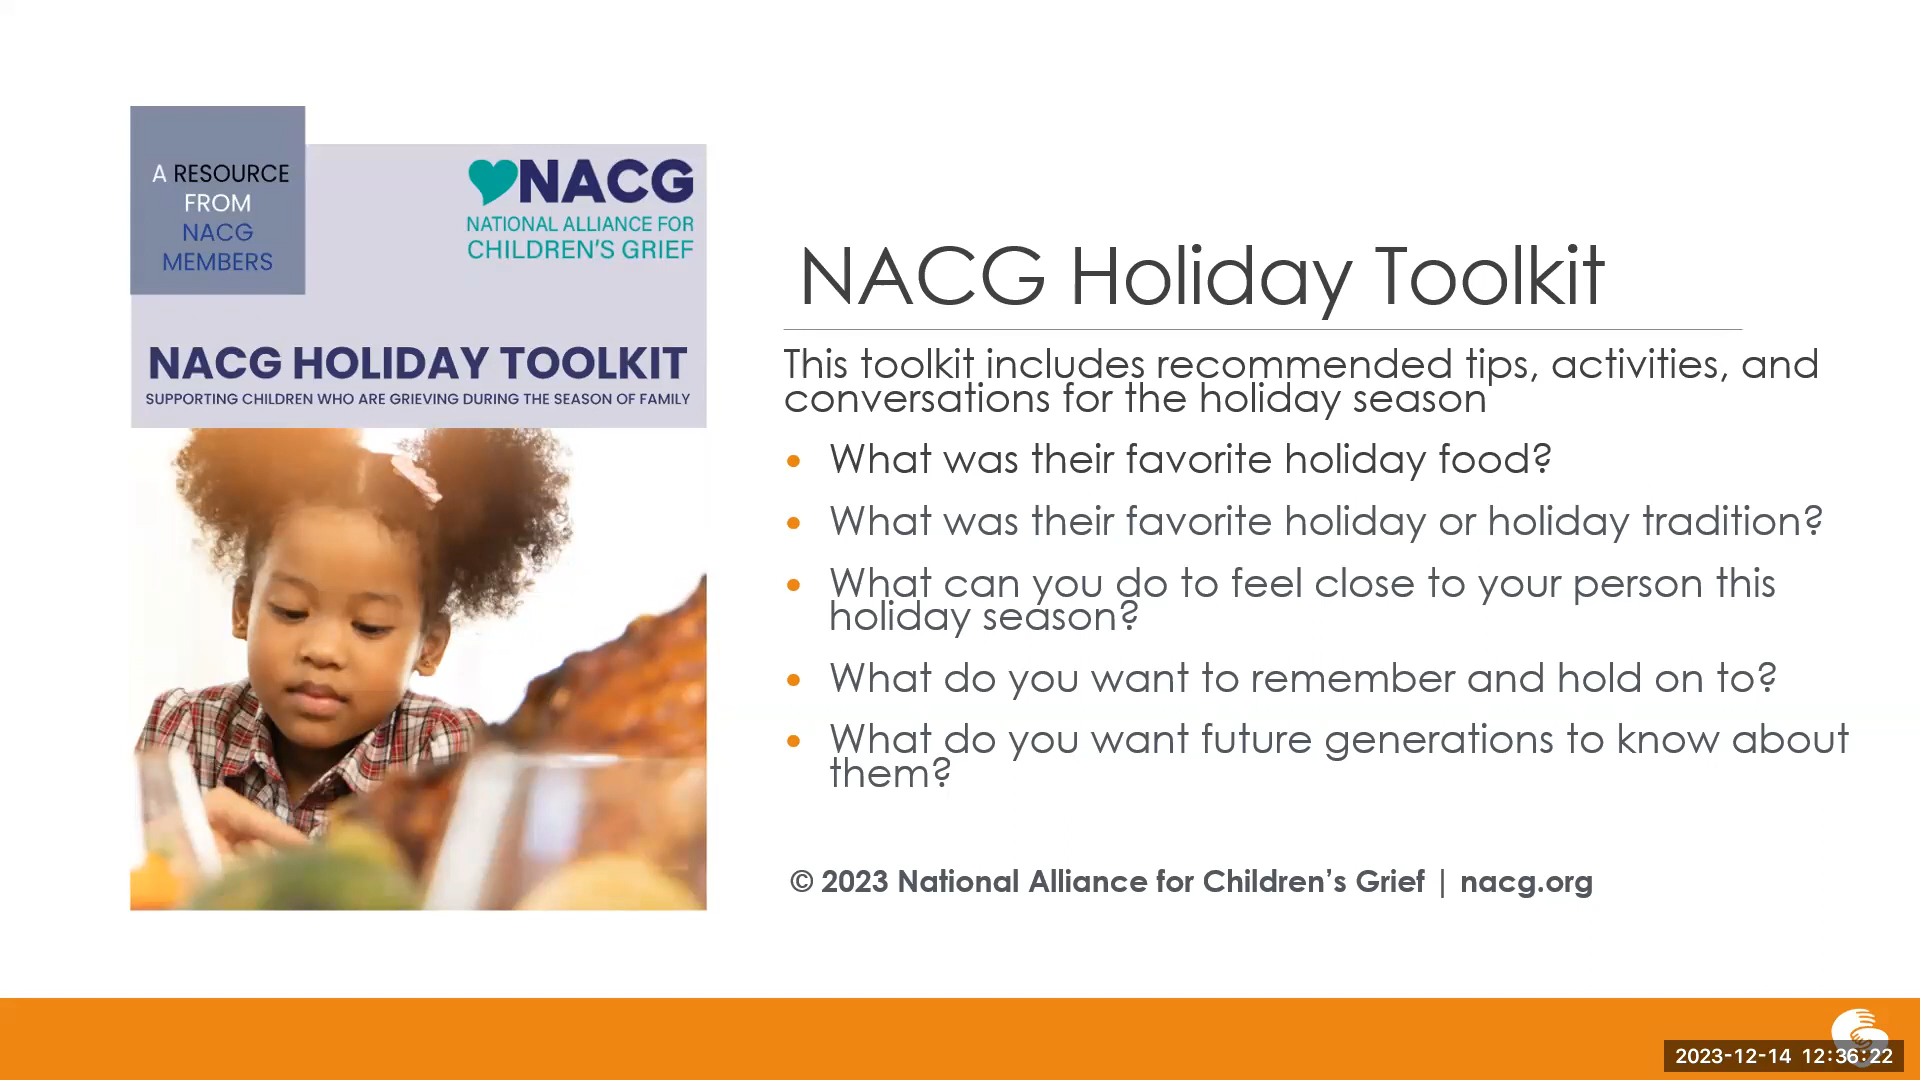 A RESOURCE
FROM
NACG
MEMBERS
NACG
NATIONAL ALLIANCE FOR
CHILDREN'S GRIEF
NACG HOLIDAY TOOLKIT
SUPPORTING CHILDREN WHO ARE GRIEVING DURING THE SEASON OF FAMILY
NACG Holiday Toolkit
This toolkit includes recommended tips, activities, and
conversations for the holiday season
• What was their favorite holiday food?
• What was their favorite holiday or holiday tradition?
• What can you do to feel close to your person this
holiday season?
• What do you want to remember and hold on to?
• What do you want future generations to know about
them?
© 2023 National Alliance for Children’s Grief | nacg.org
2023-12-14 12:36:22